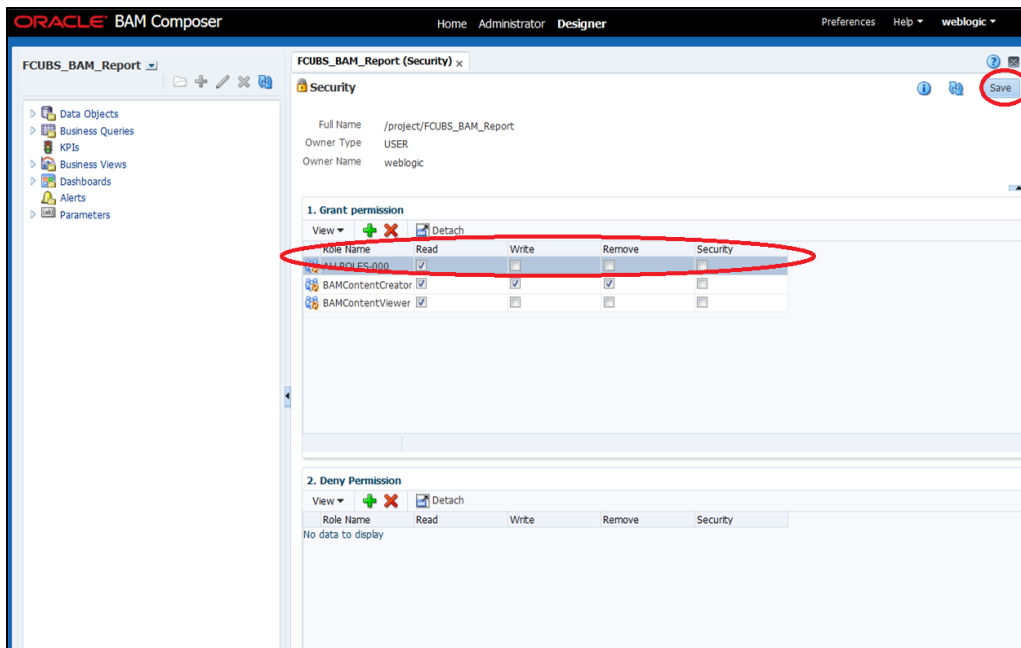 ORACLE BAM Composer Home Administrator Designer Preferences Help weblogic
FCUBS_BAM_Report
Data Objects
Business Queries
KPIs
Business Views
Dashboards
Alerts
Parameters
FCUBS_BAM_Report (Security) x
Security Save
Full Name /project/FCUBS_BAM_Report
Owner Type USER
Owner Name weblogic
1. Grant permission
View Detach
Role Name Read Write Remove Security
ALLROLES-000
BAMContentCreator
BAMContentViewer
2. Deny Permission
View Detach
Role Name Read Write Remove Security
No data to display